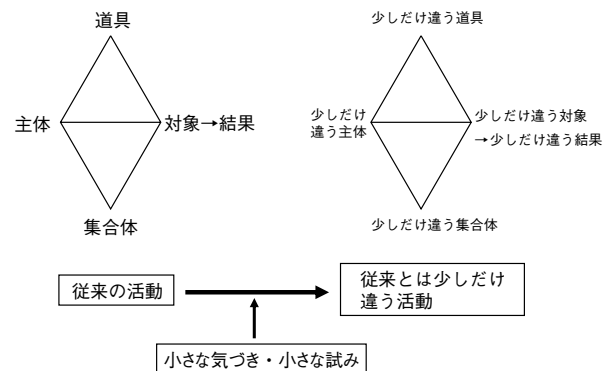 道具
主体
対象→結果
集合体
少しだけ違う道具
少しだけ
違う主体
少しだけ違う対象
→少しだけ違う結果
少しだけ違う集合体
従来の活動
従来とは少しだけ
違う活動
小さな気づき・小さな試み